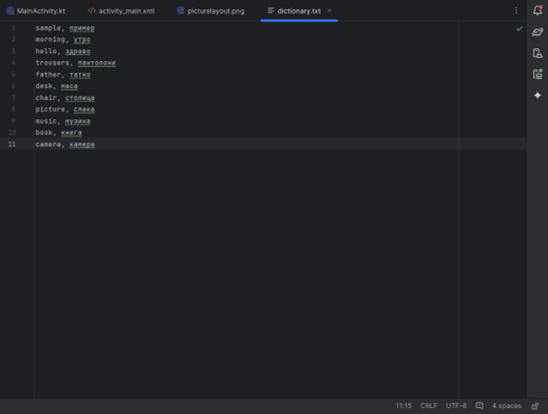 MainActivity.kt activity_main.xml picturelayout.png dictionary.txt
1 sample, пример
2 morning, утро
3 hello, здраво
4 trousers, пантолони
5 father, татко
6 desk, маса
7 chair, столица
8 picture, слика
9 music, музика
10 book, книга
11 camera, камера
11:15 CRLF UTF-8 4 spaces